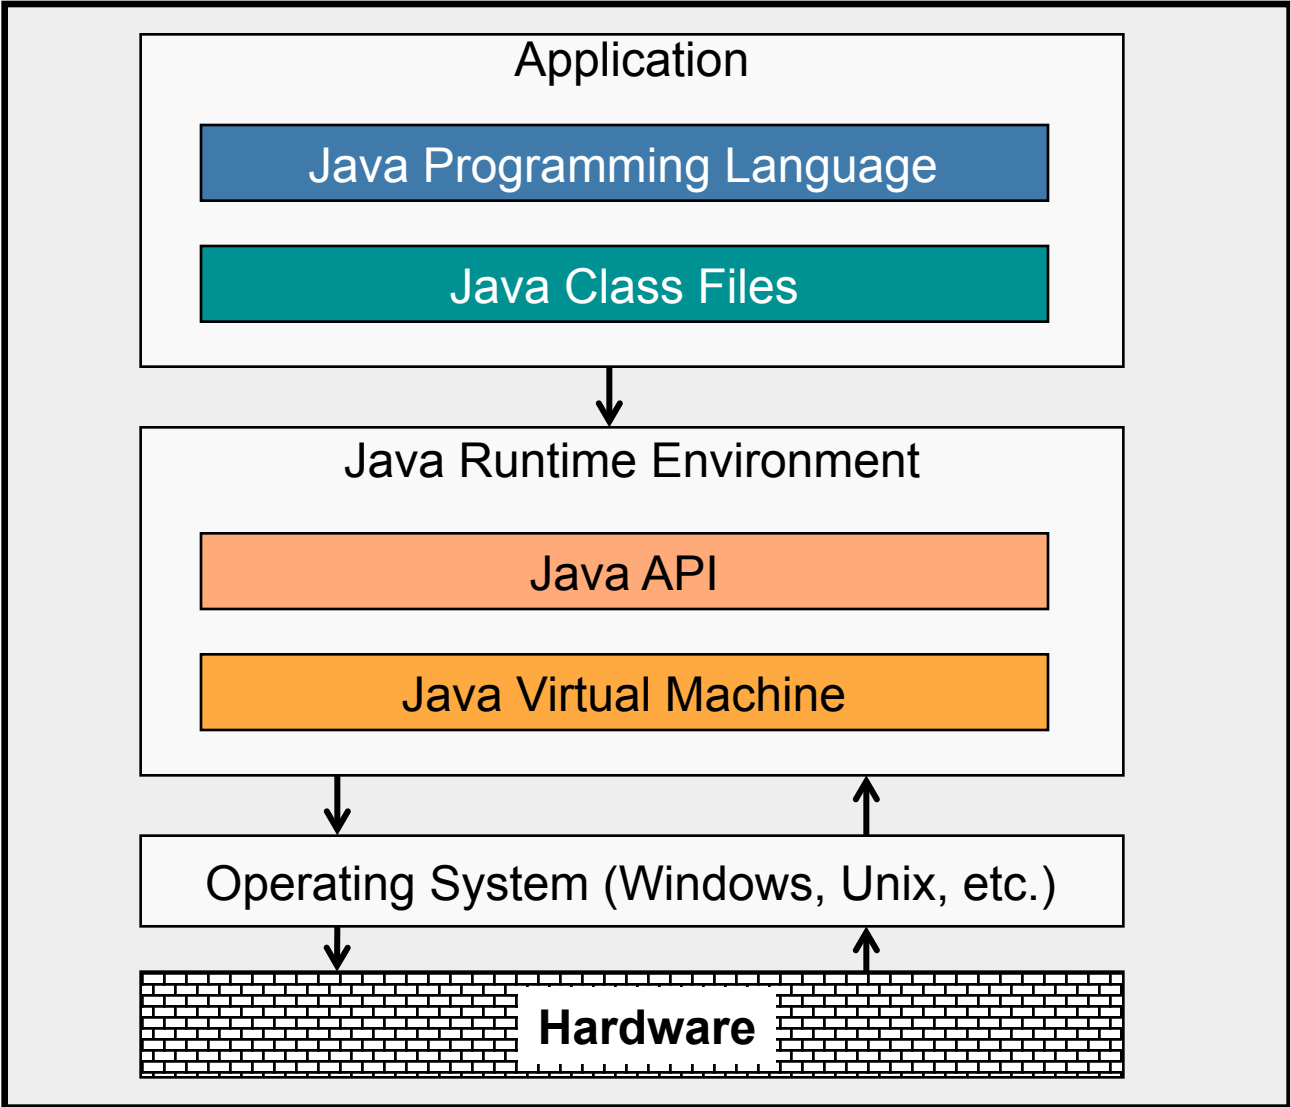 Application
Java Programming Language
Java Class Files
Java Runtime Environment
Java API
Java Virtual Machine
Operating System (Windows, Unix, etc.)
Hardware